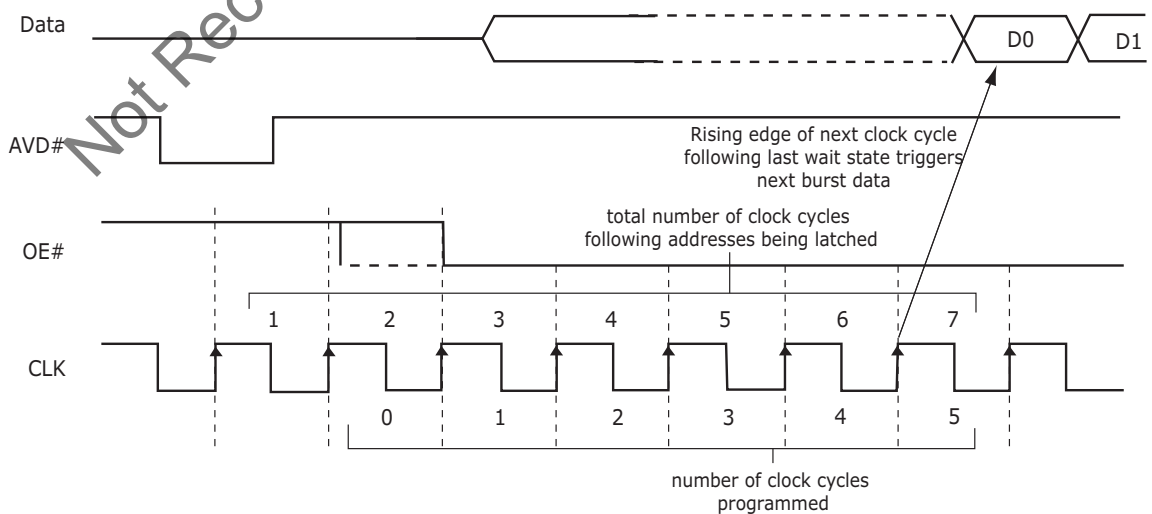 Data
D0
D1
Not Rec
AVD#
Rising edge of next clock cycle
following last wait state triggers
next burst data
total number of clock cycles
following addresses being latched
OE#
1 2 3 4 5 6 7
CLK
0 1 2 3 4 5
number of clock cycles
programmed